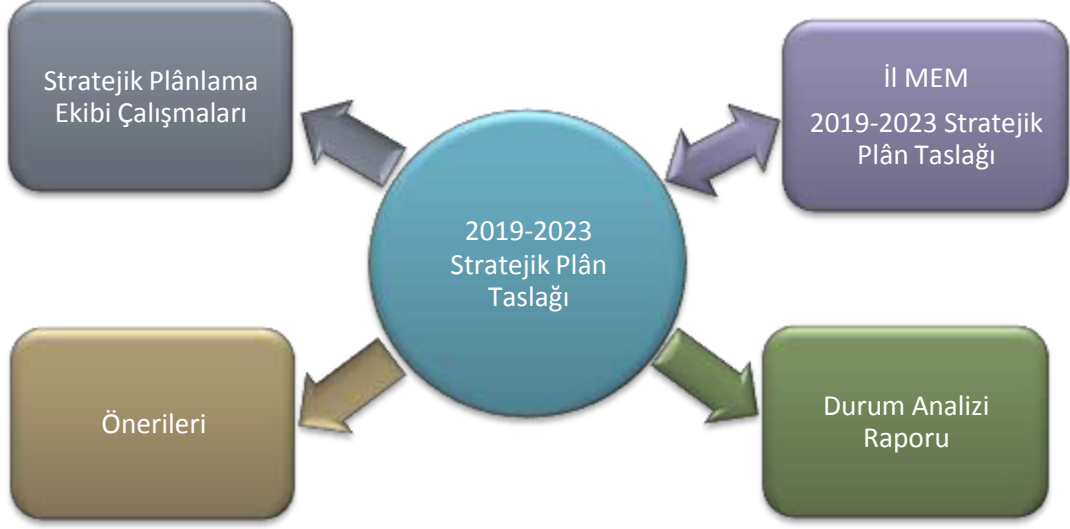 Stratejik Plânlama
Ekibi Çalışmaları
İl MEM
2019-2023 Stratejik
Plân Taslağı
2019-2023
Stratejik Plân
Taslağı
Önerileri
Durum Analizi
Raporu